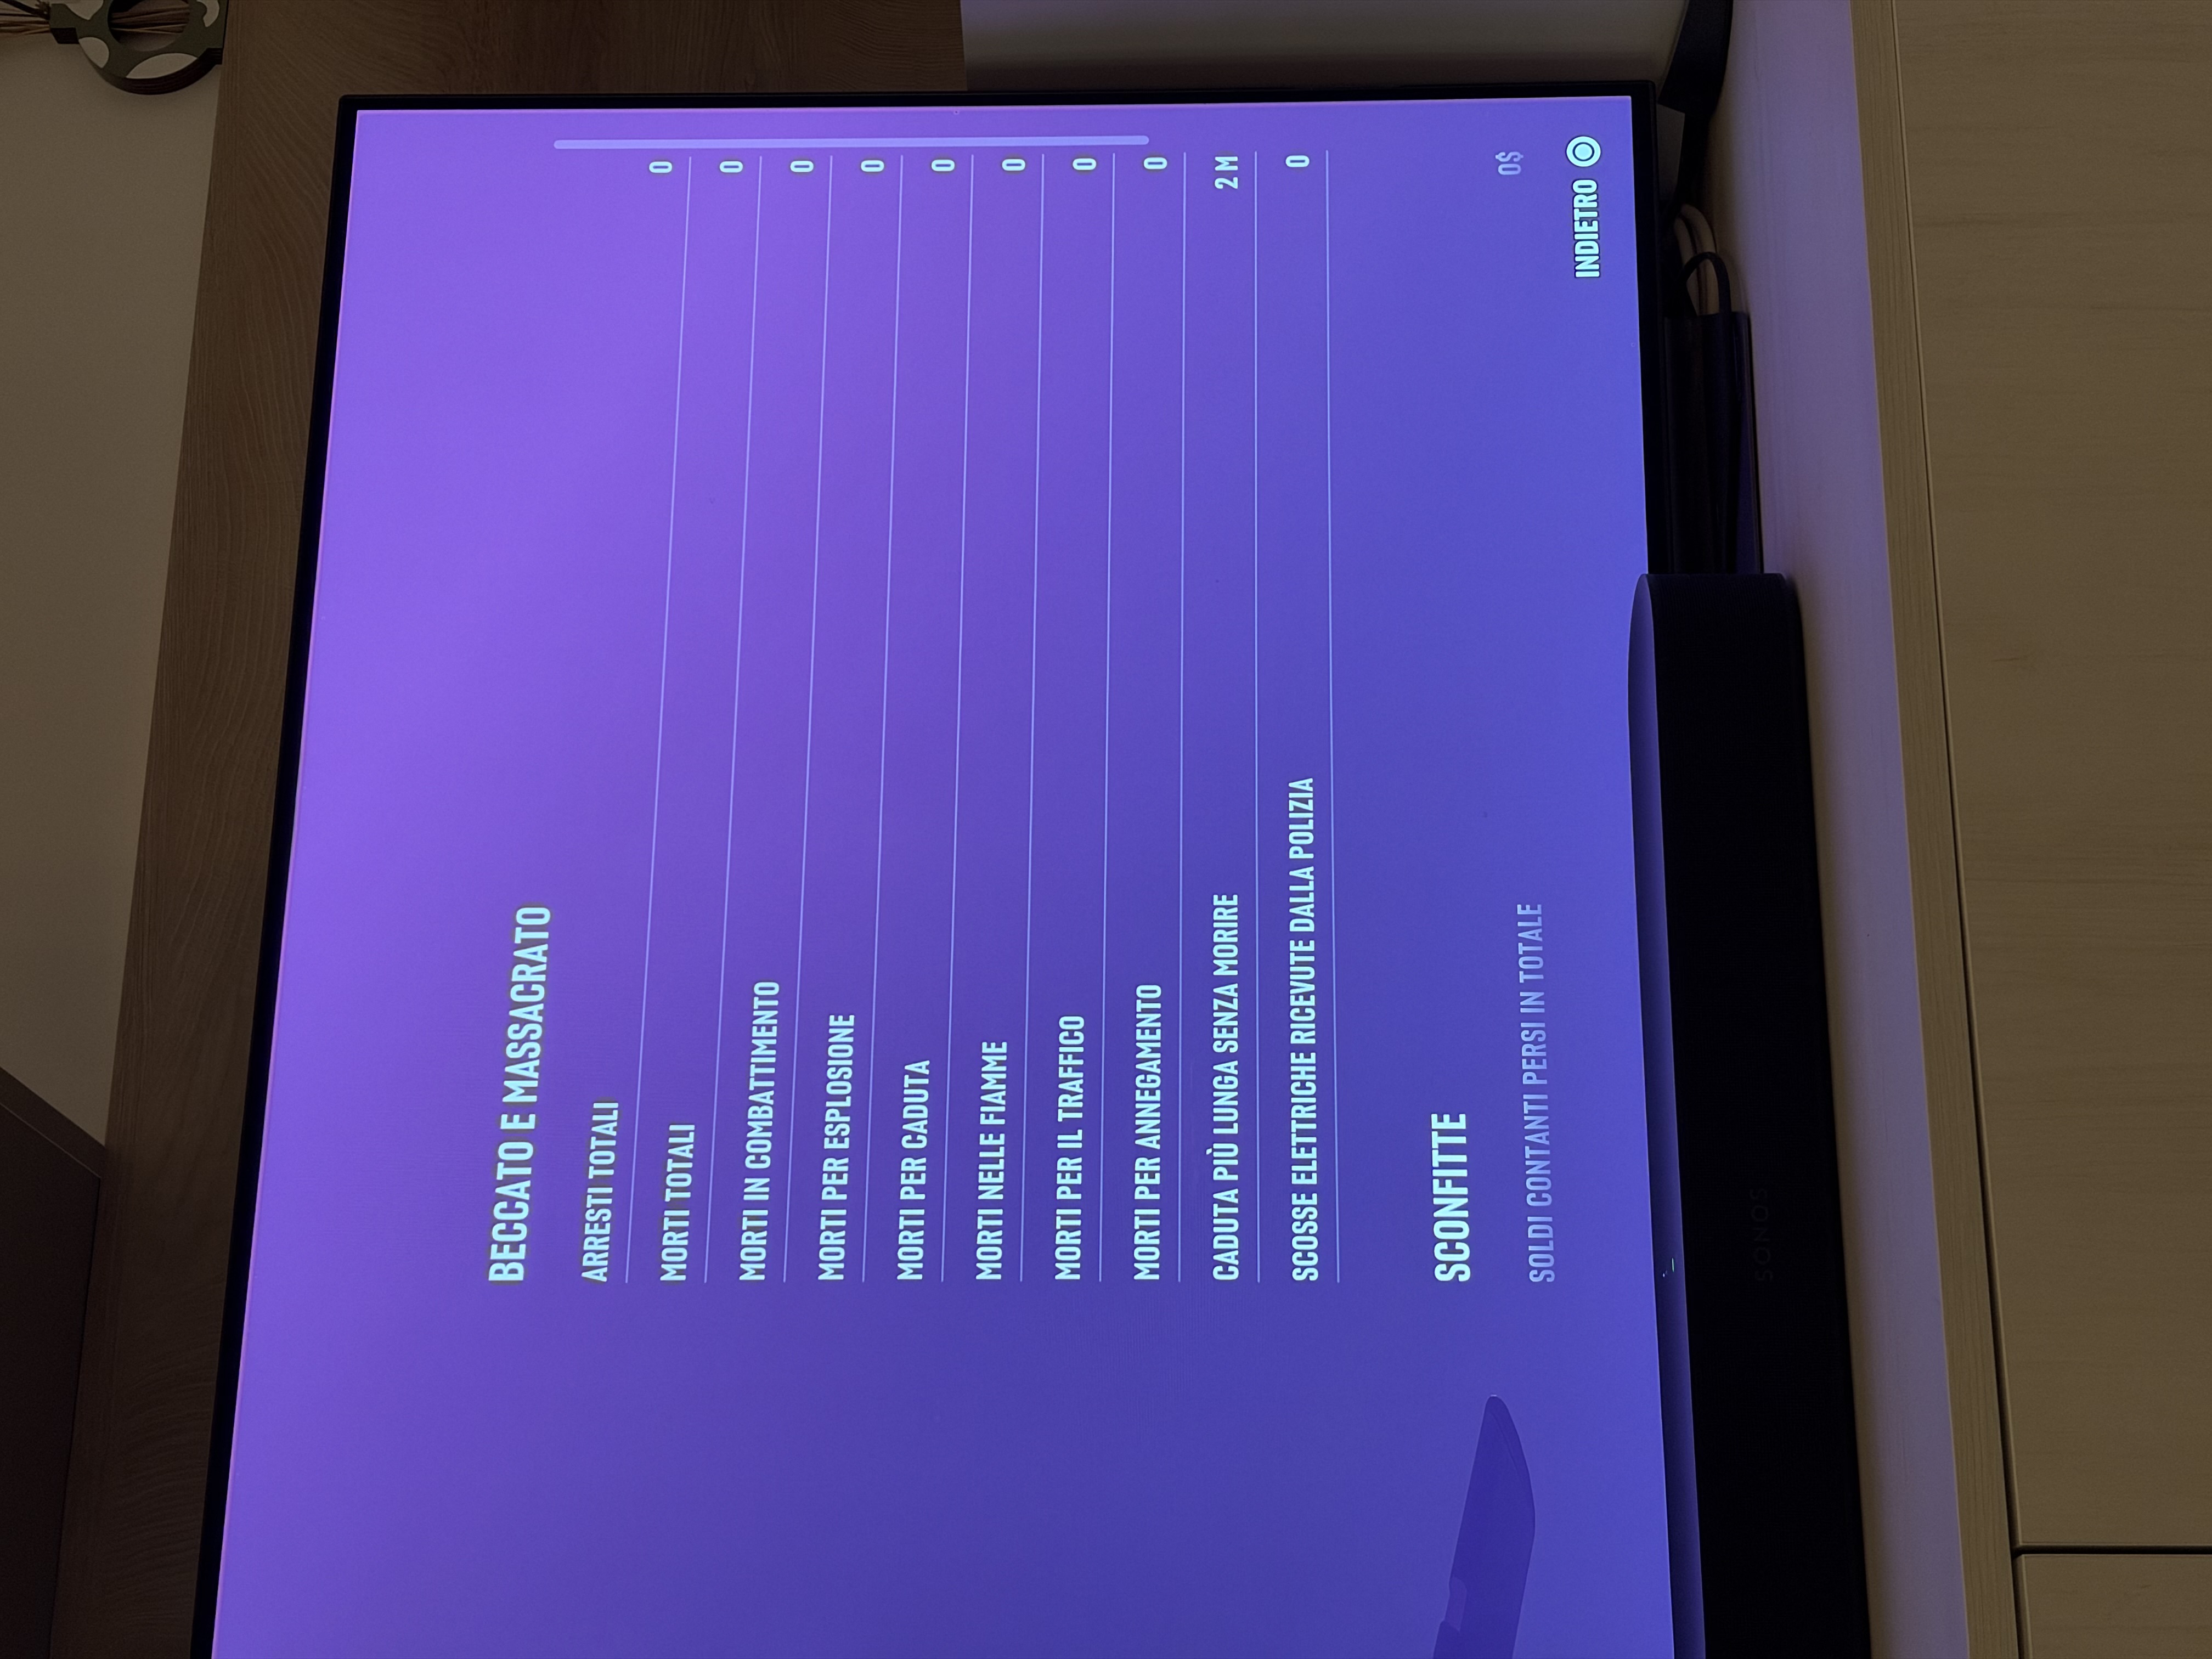 BECCATO E MASSACRATO
ARRESTI TOTALI 0
MORTI TOTALI 0
MORTI IN COMBATTIMENTO 0
MORTI PER ESPLOSIONE 0
MORTI PER CADUTA 0
MORTI NELLE FIAMME 0
MORTI PER IL TRAFFICO 0
MORTI PER ANNEGAMENTO 0
CADUTA PIÙ LUNGA SENZA MORIRE 2 M
SCOSSE ELETTRICHE RICEVUTE DALLA POLIZIA 0
SCONFITTE
SOLDI CONTANTI PERSI IN TOTALE 0$
INDIETRO
SONOS